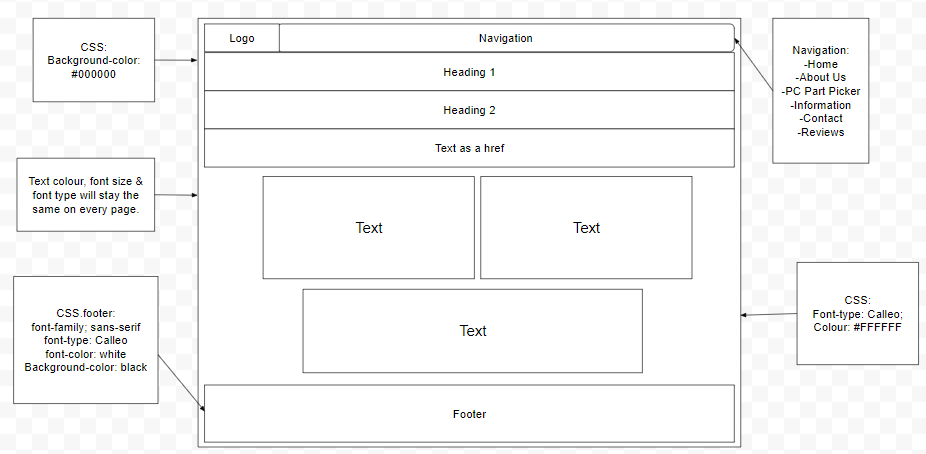 CSS:
Background-color:
#000000
Logo
Navigation
Heading 1
Heading 2
Text as a href
Navigation:
-Home
-About Us
-PC Part Picker
-Information
-Contact
-Reviews
Text colour, font size &
font type will stay the
same on every page.
Text
Text
Text
CSS.footer:
font-family; sans-serif
font-type: Calleo
font-color: white
Background-color: black
CSS:
Font-type: Calleo;
Colour: #FFFFFF
Footer